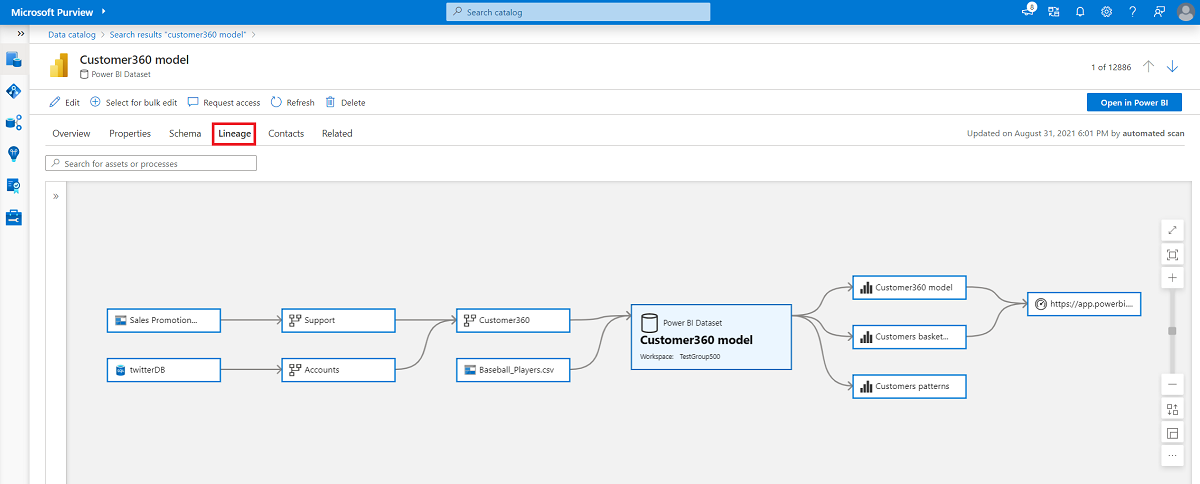 Microsoft Purview
Search catalog
8
Data catalog > Search results "customer360 model" >
Customer360 model
Power BI Dataset
1 of 12886
Edit Select for bulk edit Request access Refresh Delete
Open in Power BI
Overview Properties Schema Lineage Contacts Related
Updated on August 31, 2021 6:01 PM by automated scan
Search for assets or processes
Customer360 model
https://app.powerbi....
Sales Promotion...
Support
Customer360
Power BI Dataset
Customer360 model
Workspace: TestGroup500
Customers basket...
twitterDB
Accounts
Baseball_Players.csv
Customers patterns